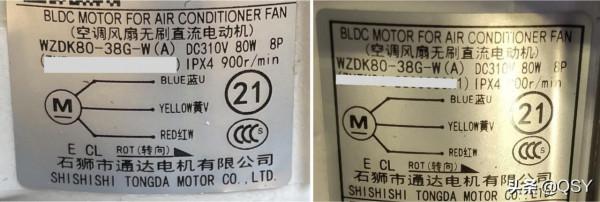 BLDC MOTOR FOR AIR CONDITIONER FAN
(空调风扇无刷直流电动机)
WZDK80-38G-W(A) DC310V 80W 8P
IPX4 900r/min
BLUE蓝U
M
YELLOW黄V
21
RED红W
CCC S
E CL ROT(转向)
石狮市通达电机有限公司
SHISHISHI TONGDA MOTOR CO.,LTD.
BLDC MOTOR FOR AIR CONDITIONER FAN
(空调风扇无刷直流电动机)
WZDK80-38G-W(A) DC310V 80W 8P
1) IPX4 900r/min
BLUE蓝U
M
YELLOW黄V
21
RED红W
CCC S
E CL ROT(转向)
石狮市通达电机有限公司
SHISHISHI TONGDA MOTOR CO.,LTD.
头条@QSY